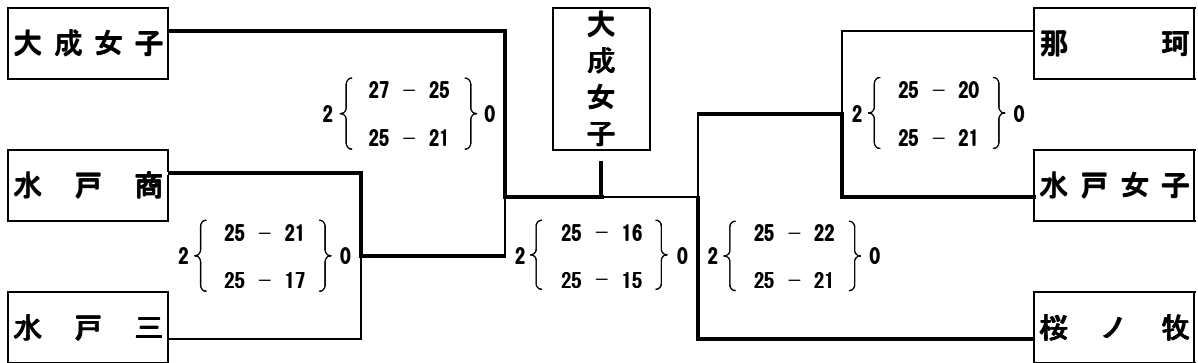 大成女子
大成女子
那珂
2 27 － 25 0
25 － 21
2 25 － 20 0
25 － 21
水戸商
水戸女子
2 25 － 21 0
25 － 17
2 25 － 16 0
25 － 15
2 25 － 22 0
25 － 21
水戸三
桜ノ牧